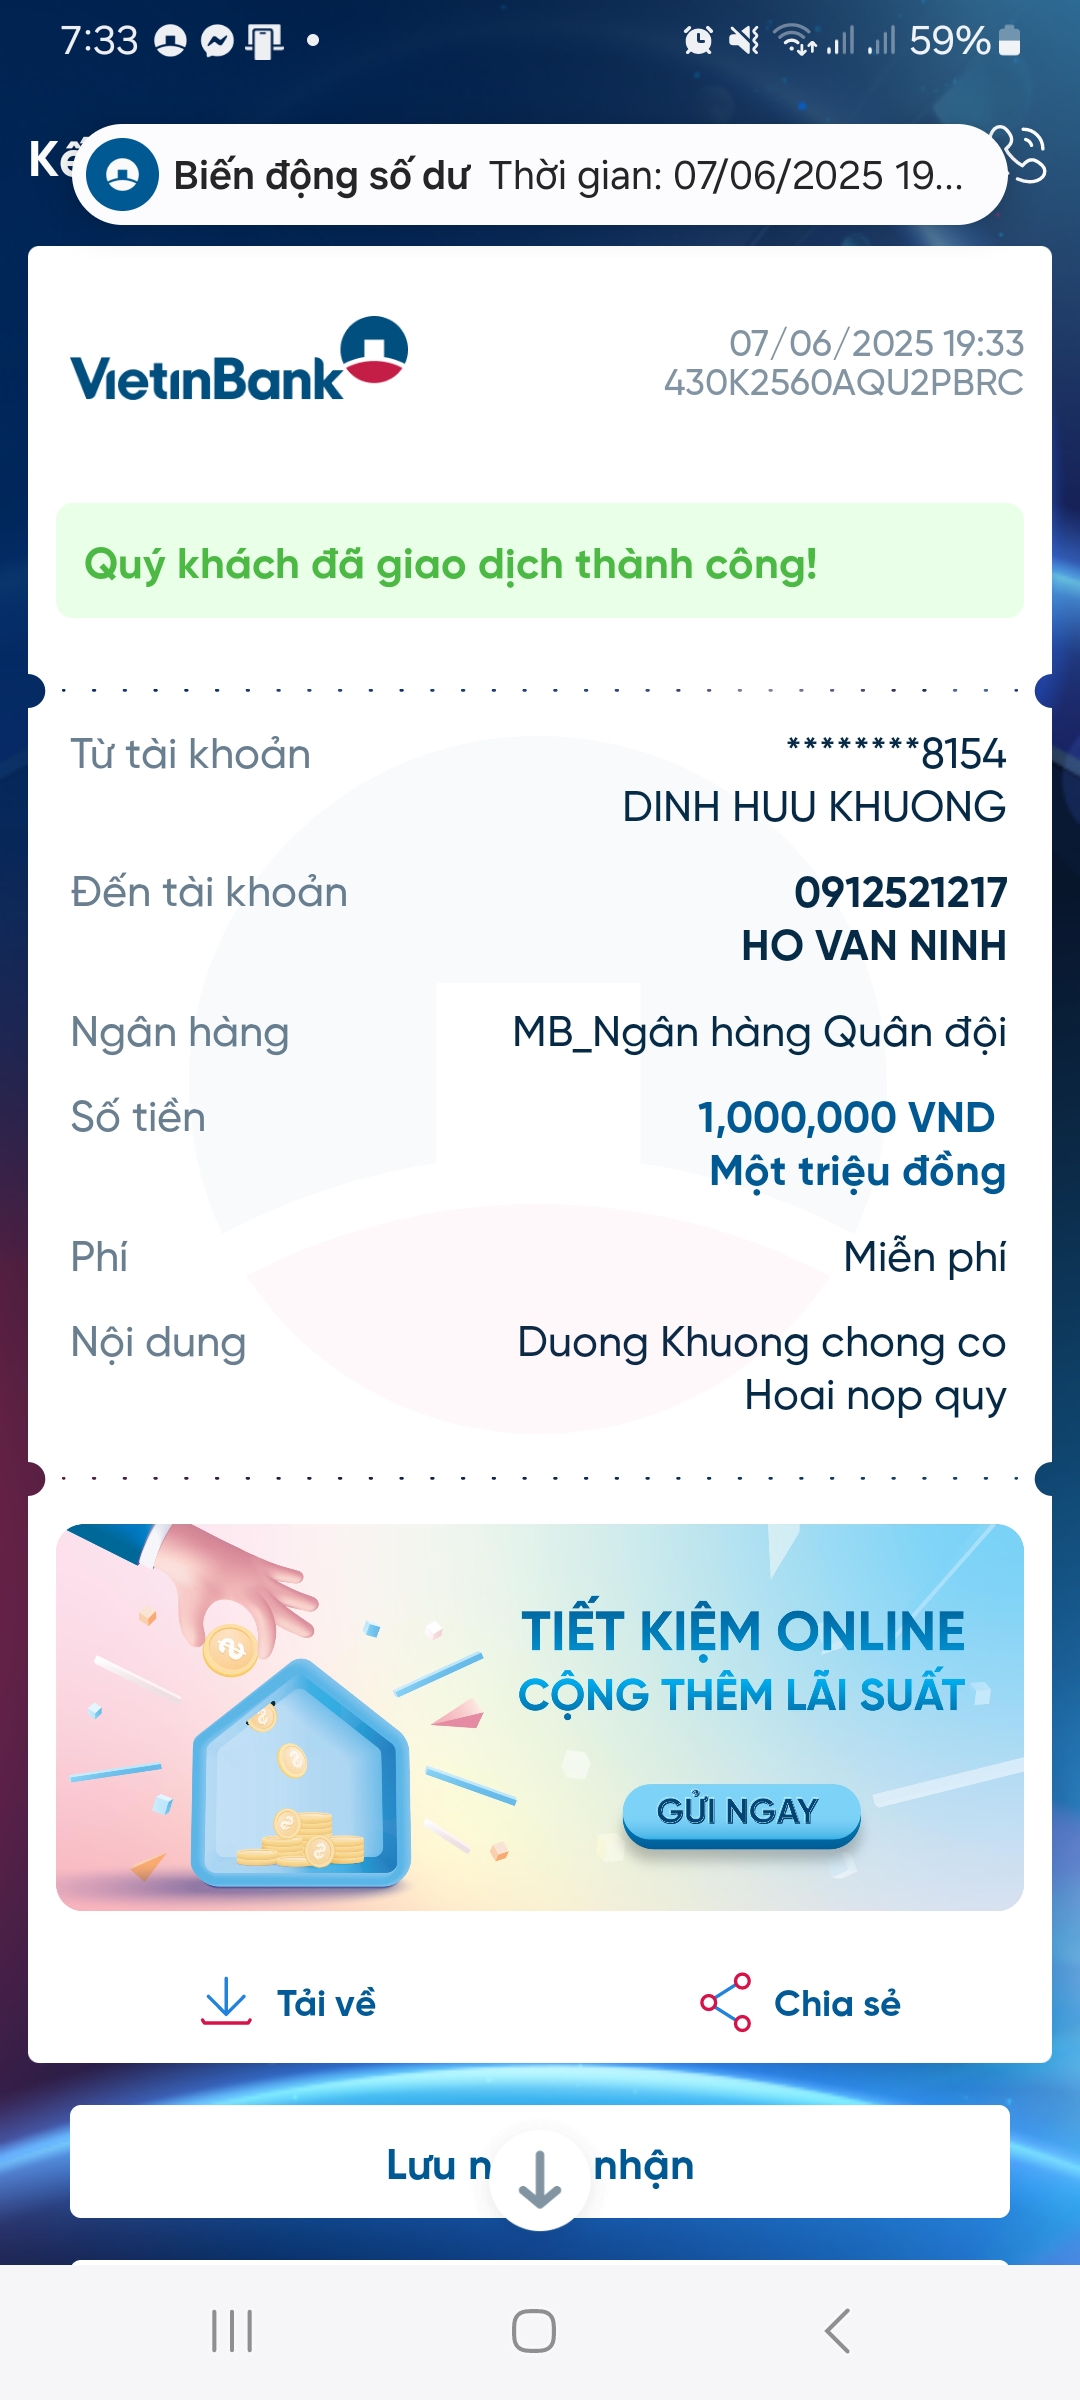 7:33
59%
Kế
Biến động số dư Thời gian: 07/06/2025 19...
VietinBank
07/06/2025 19:33
430K2560AQU2PBRC
Quý khách đã giao dịch thành công!
Từ tài khoản
********8154
DINH HUU KHUONG
Đến tài khoản
0912521217
HO VAN NINH
Ngân hàng
MB_Ngân hàng Quân đội
Số tiền
1,000,000 VND
Một triệu đồng
Phí
Miễn phí
Nội dung
Duong Khuong chong co
Hoai nop quy
TIẾT KIỆM ONLINE
CỘNG THÊM LÃI SUẤT
GỬI NGAY
Tải về
Chia sẻ
Lưu n nhận